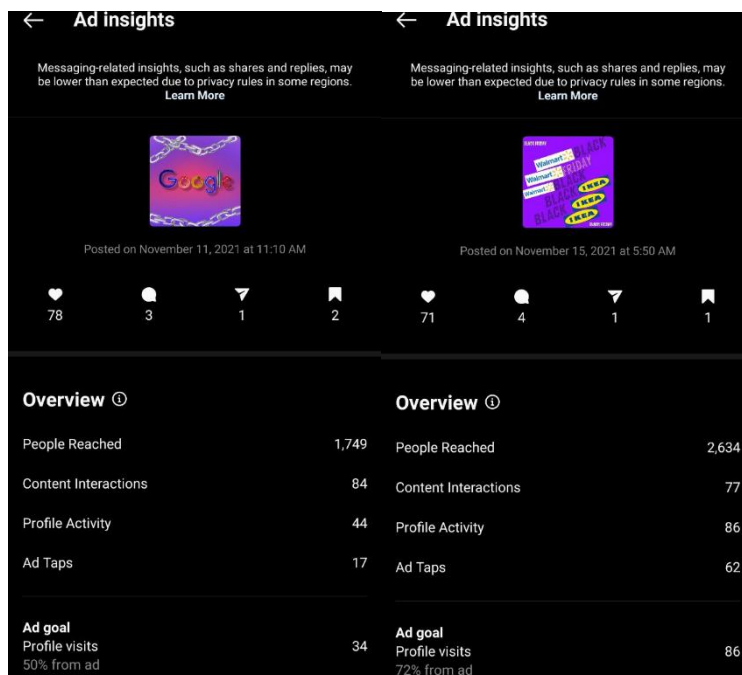 Ad insights
Messaging-related insights, such as shares and replies, may
be lower than expected due to privacy rules in some regions.
Learn More
Google
Posted on November 11, 2021 at 11:10 AM
78 3 1 2
Overview
People Reached 1,749
Content Interactions 84
Profile Activity 44
Ad Taps 17
Ad goal
Profile visits 34
50% from ad
Ad insights
Messaging-related insights, such as shares and replies, may
be lower than expected due to privacy rules in some regions.
Learn More
Walmart BLACK
Walmart FRIDAY
Walmart BLACK
BLACK IKEA
BLACK IKEA
IKEA
Posted on November 15, 2021 at 5:50 AM
71 4 1 1
Overview
People Reached 2,634
Content Interactions 77
Profile Activity 86
Ad Taps 62
Ad goal
Profile visits 86
72% from ad